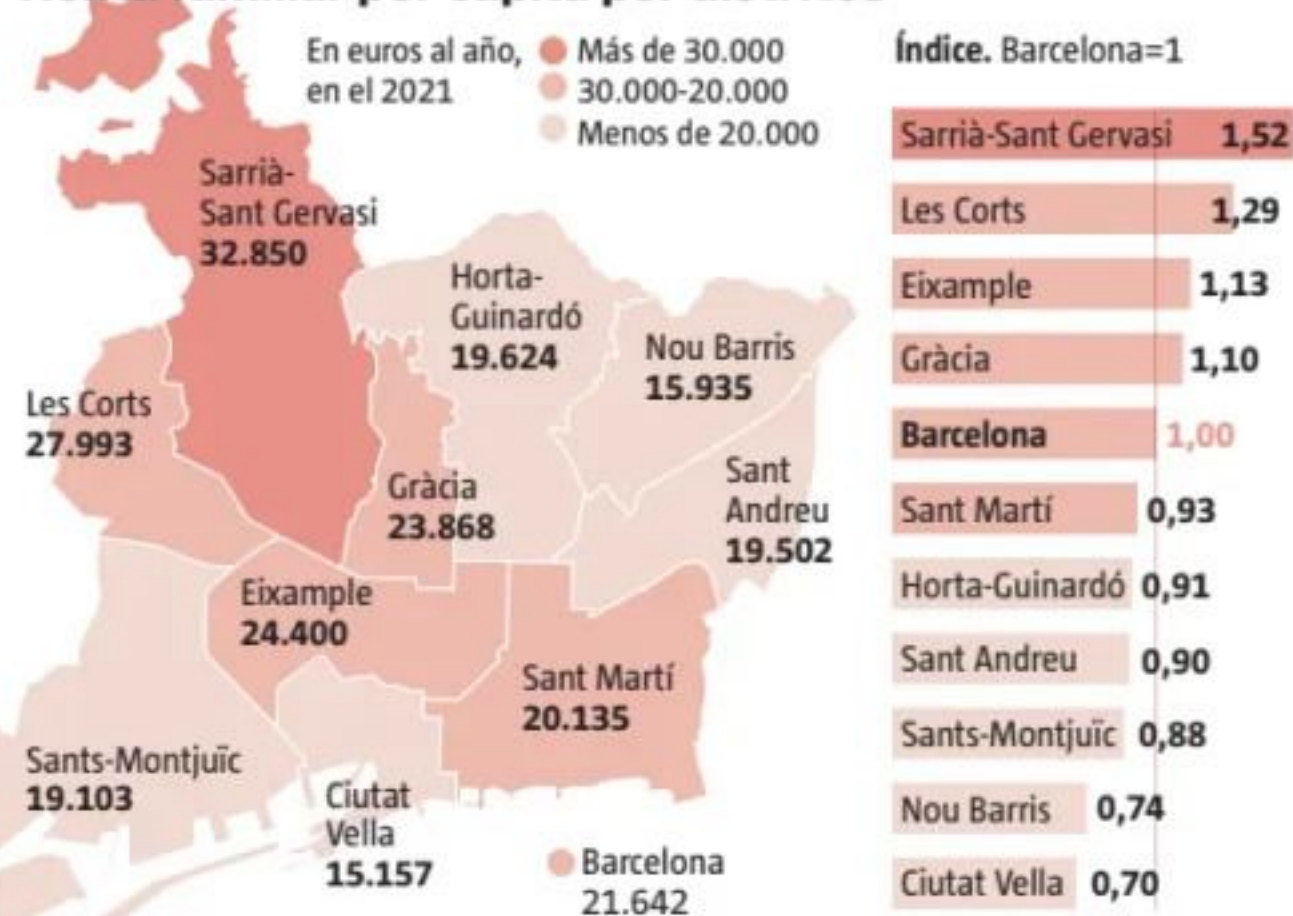 En euros al año,
en el 2021
Más de 30.000
30.000-20.000
Menos de 20.000
Sarrià-
Sant Gervasi
32.850
Horta-
Guinardó
19.624
Nou Barris
15.935
Les Corts
27.993
Gràcia
23.868
Sant
Andreu
19.502
Eixample
24.400
Sant Martí
20.135
Sants-Montjuïc
19.103
Ciutat
Vella
15.157
Barcelona
21.642
Índice. Barcelona=1
Sarrià-Sant Gervasi 1,52
Les Corts 1,29
Eixample 1,13
Gràcia 1,10
Barcelona 1,00
Sant Martí 0,93
Horta-Guinardó 0,91
Sant Andreu 0,90
Sants-Montjuïc 0,88
Nou Barris 0,74
Ciutat Vella 0,70